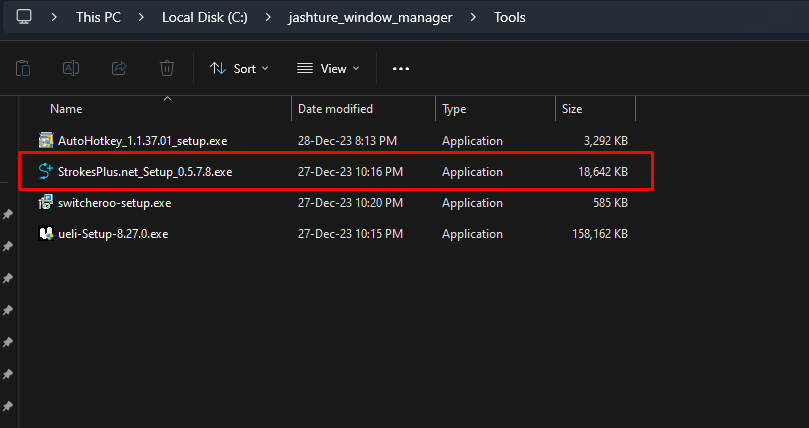 This PC > Local Disk (C:) > jashture_window_manager > Tools
Sort View
Name Date modified Type Size
AutoHotkey_1.1.37.01_setup.exe 28-Dec-23 8:13 PM Application 3,292 KB
StrokesPlus.net_Setup_0.5.7.8.exe 27-Dec-23 10:16 PM Application 18,642 KB
switcheroo-setup.exe 27-Dec-23 10:20 PM Application 585 KB
ueli-Setup-8.27.0.exe 27-Dec-23 10:15 PM Application 158,162 KB